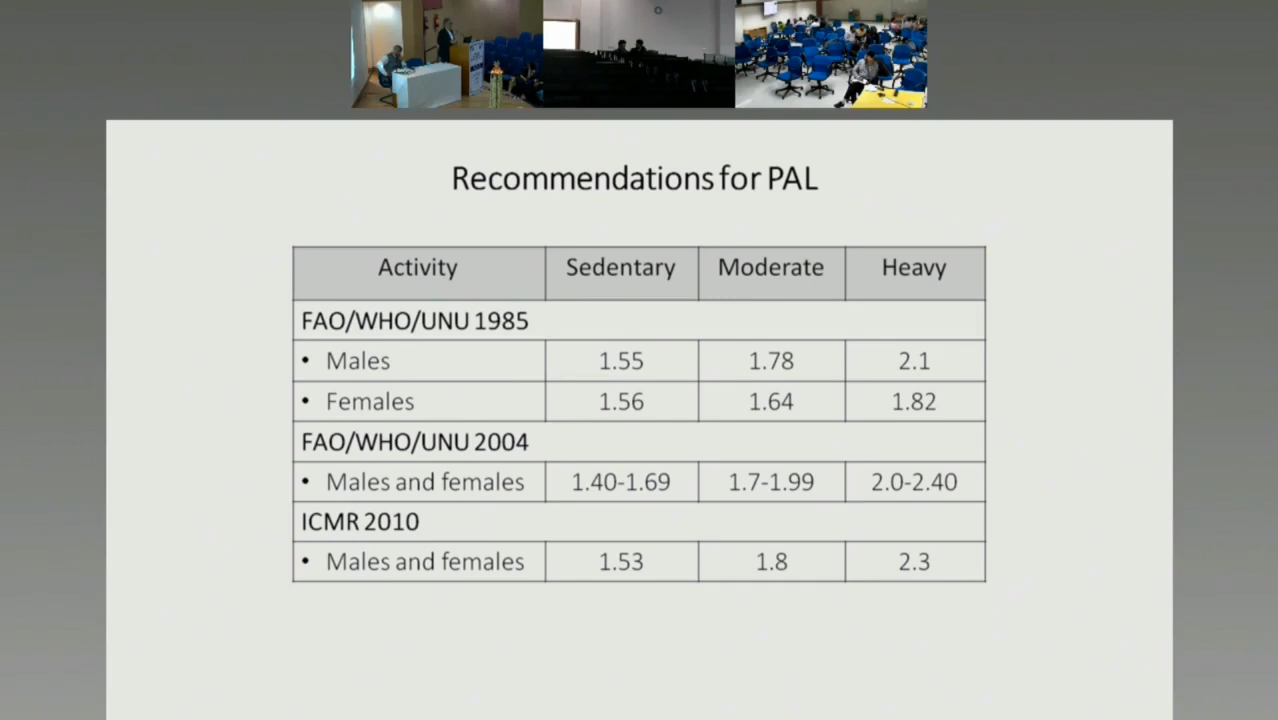 Recommendations for PAL
Activity Sedentary Moderate Heavy
FAO/WHO/UNU 1985
• Males 1.55 1.78 2.1
• Females 1.56 1.64 1.82
FAO/WHO/UNU 2004
• Males and females 1.40-1.69 1.7-1.99 2.0-2.40
ICMR 2010
• Males and females 1.53 1.8 2.3